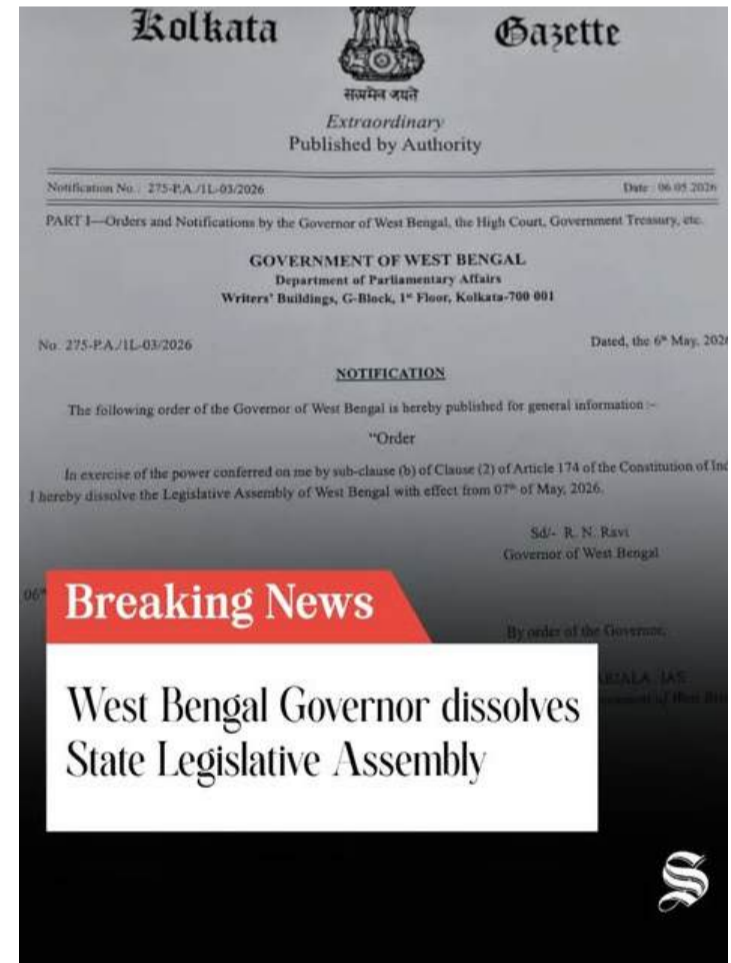 Kolkata Gazette
सत्यमेव जयते
Extraordinary
Published by Authority
Notification No. : 275-P.A./1L-03/2026 Date : 06.05.2026
PART I—Orders and Notifications by the Governor of West Bengal, the High Court, Government Treasury, etc.
GOVERNMENT OF WEST BENGAL
Department of Parliamentary Affairs
Writers' Buildings, G-Block, 1st Floor, Kolkata-700 001
No. 275-P.A./1L-03/2026 Dated, the 6th May, 202
NOTIFICATION
The following order of the Governor of West Bengal is hereby published for general information :–
"Order
In exercise of the power conferred on me by sub-clause (b) of Clause (2) of Article 174 of the Constitution of Ind
I hereby dissolve the Legislative Assembly of West Bengal with effect from 07th of May, 2026.
Sd/- R. N. Ravi
Governor of West Bengal
06th
By order of the Governor,
IALA, IAS
Breaking News
West Bengal Governor dissolves
State Legislative Assembly
S